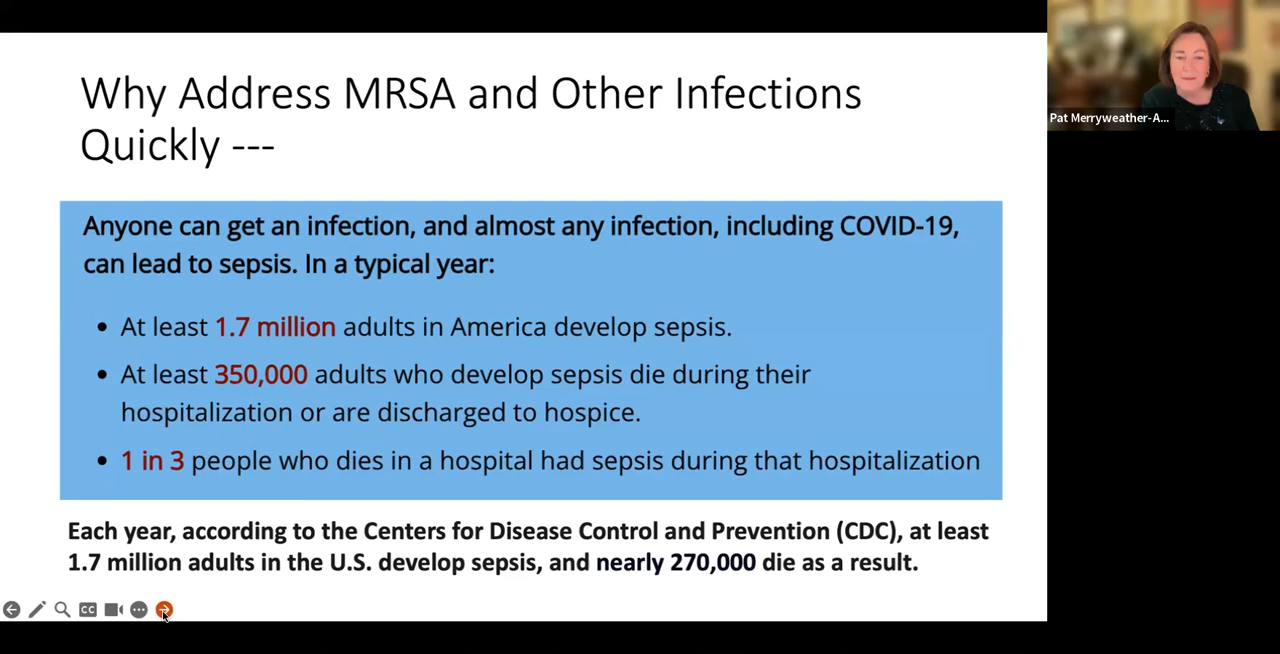 Why Address MRSA and Other Infections
Quickly ---
Anyone can get an infection, and almost any infection, including COVID-19,
can lead to sepsis. In a typical year:
• At least 1.7 million adults in America develop sepsis.
• At least 350,000 adults who develop sepsis die during their
hospitalization or are discharged to hospice.
• 1 in 3 people who dies in a hospital had sepsis during that hospitalization
Each year, according to the Centers for Disease Control and Prevention (CDC), at least
1.7 million adults in the U.S. develop sepsis, and nearly 270,000 die as a result.
CC
Pat Merryweather-A...